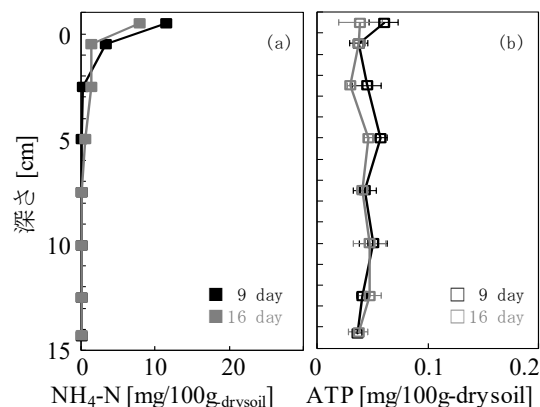 0
5
10
15
深さ [cm]
(a)
9 day
16 day
0
10
20
NH₄-N [mg/100g_drysoil]
(b)
9 day
16 day
0
0.1
0.2
ATP [mg/100g-drysoil]